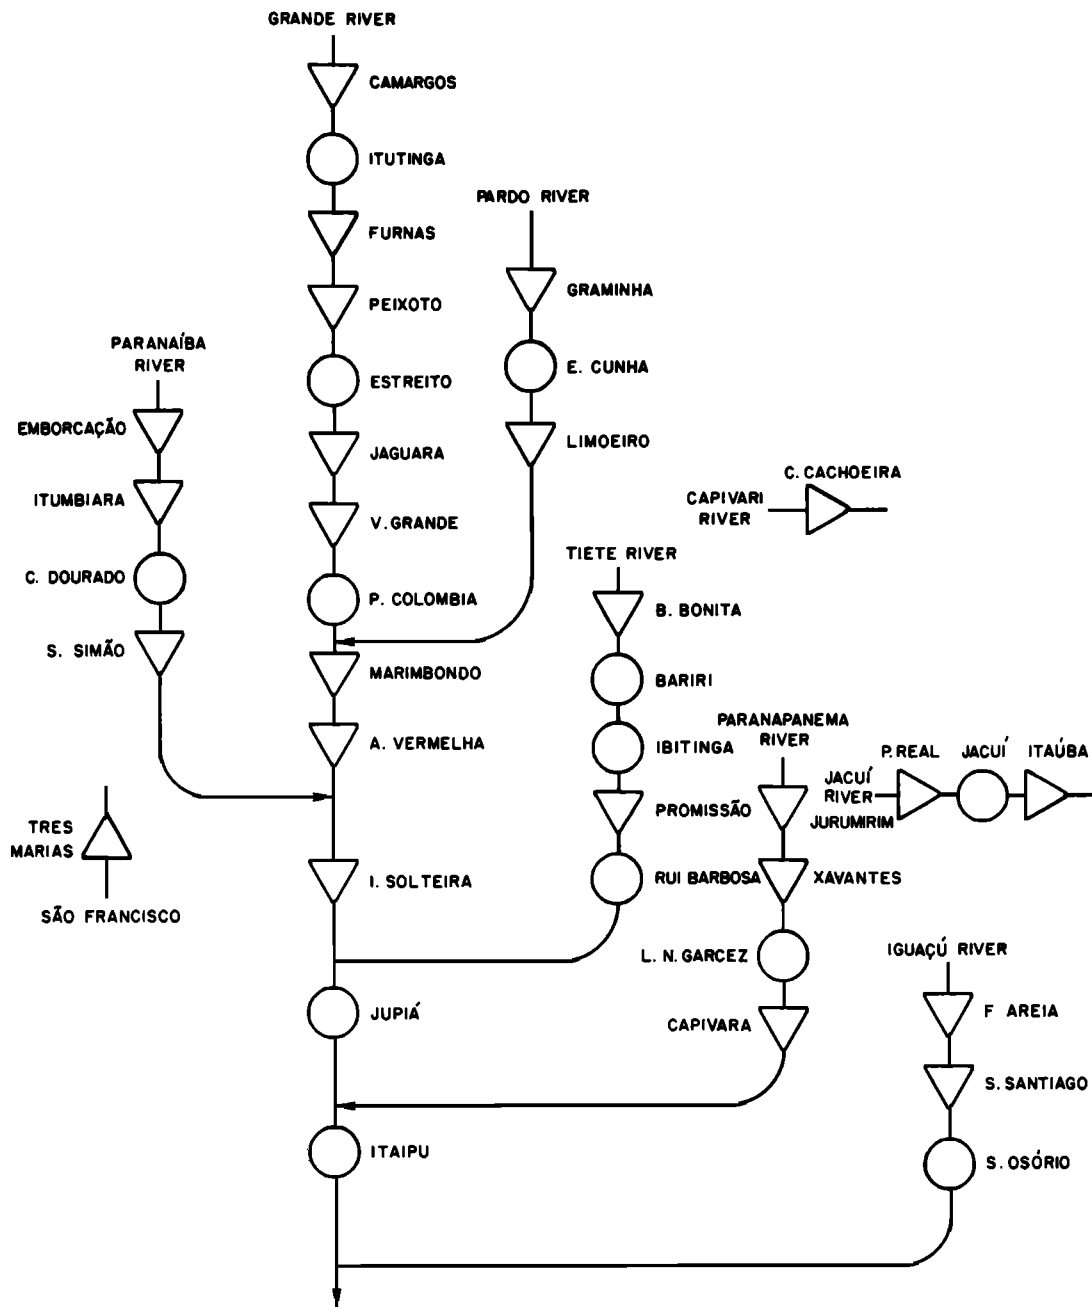 GRANDE RIVER
CAMARGOS
ITUTINGA
FURNAS
PEIXOTO
ESTREITO
JAGUARA
V. GRANDE
P. COLOMBIA
MARIMBONDO
A. VERMELHA
I. SOLTEIRA
JUPIÁ
ITAIPU
PARDO RIVER
GRAMINHA
E. CUNHA
LIMOEIRO
PARANAÍBA
RIVER
EMBORCAÇÃO
ITUMBIARA
C. DOURADO
S. SIMÃO
TRES
MARIAS
SÃO FRANCISCO
C. CACHOEIRA
CAPIVARI
RIVER
TIETE RIVER
B. BONITA
BARIRI
IBITINGA
PROMISSÃO
RUI BARBOSA
PARANAPANEMA
RIVER
JURUMIRIM
XAVANTES
L. N. GARCEZ
CAPIVARA
P. REAL
JACUÍ
ITAÚBA
JACUÍ
RIVER
IGUAÇÚ RIVER
F AREIA
S. SANTIAGO
S. OSÓRIO